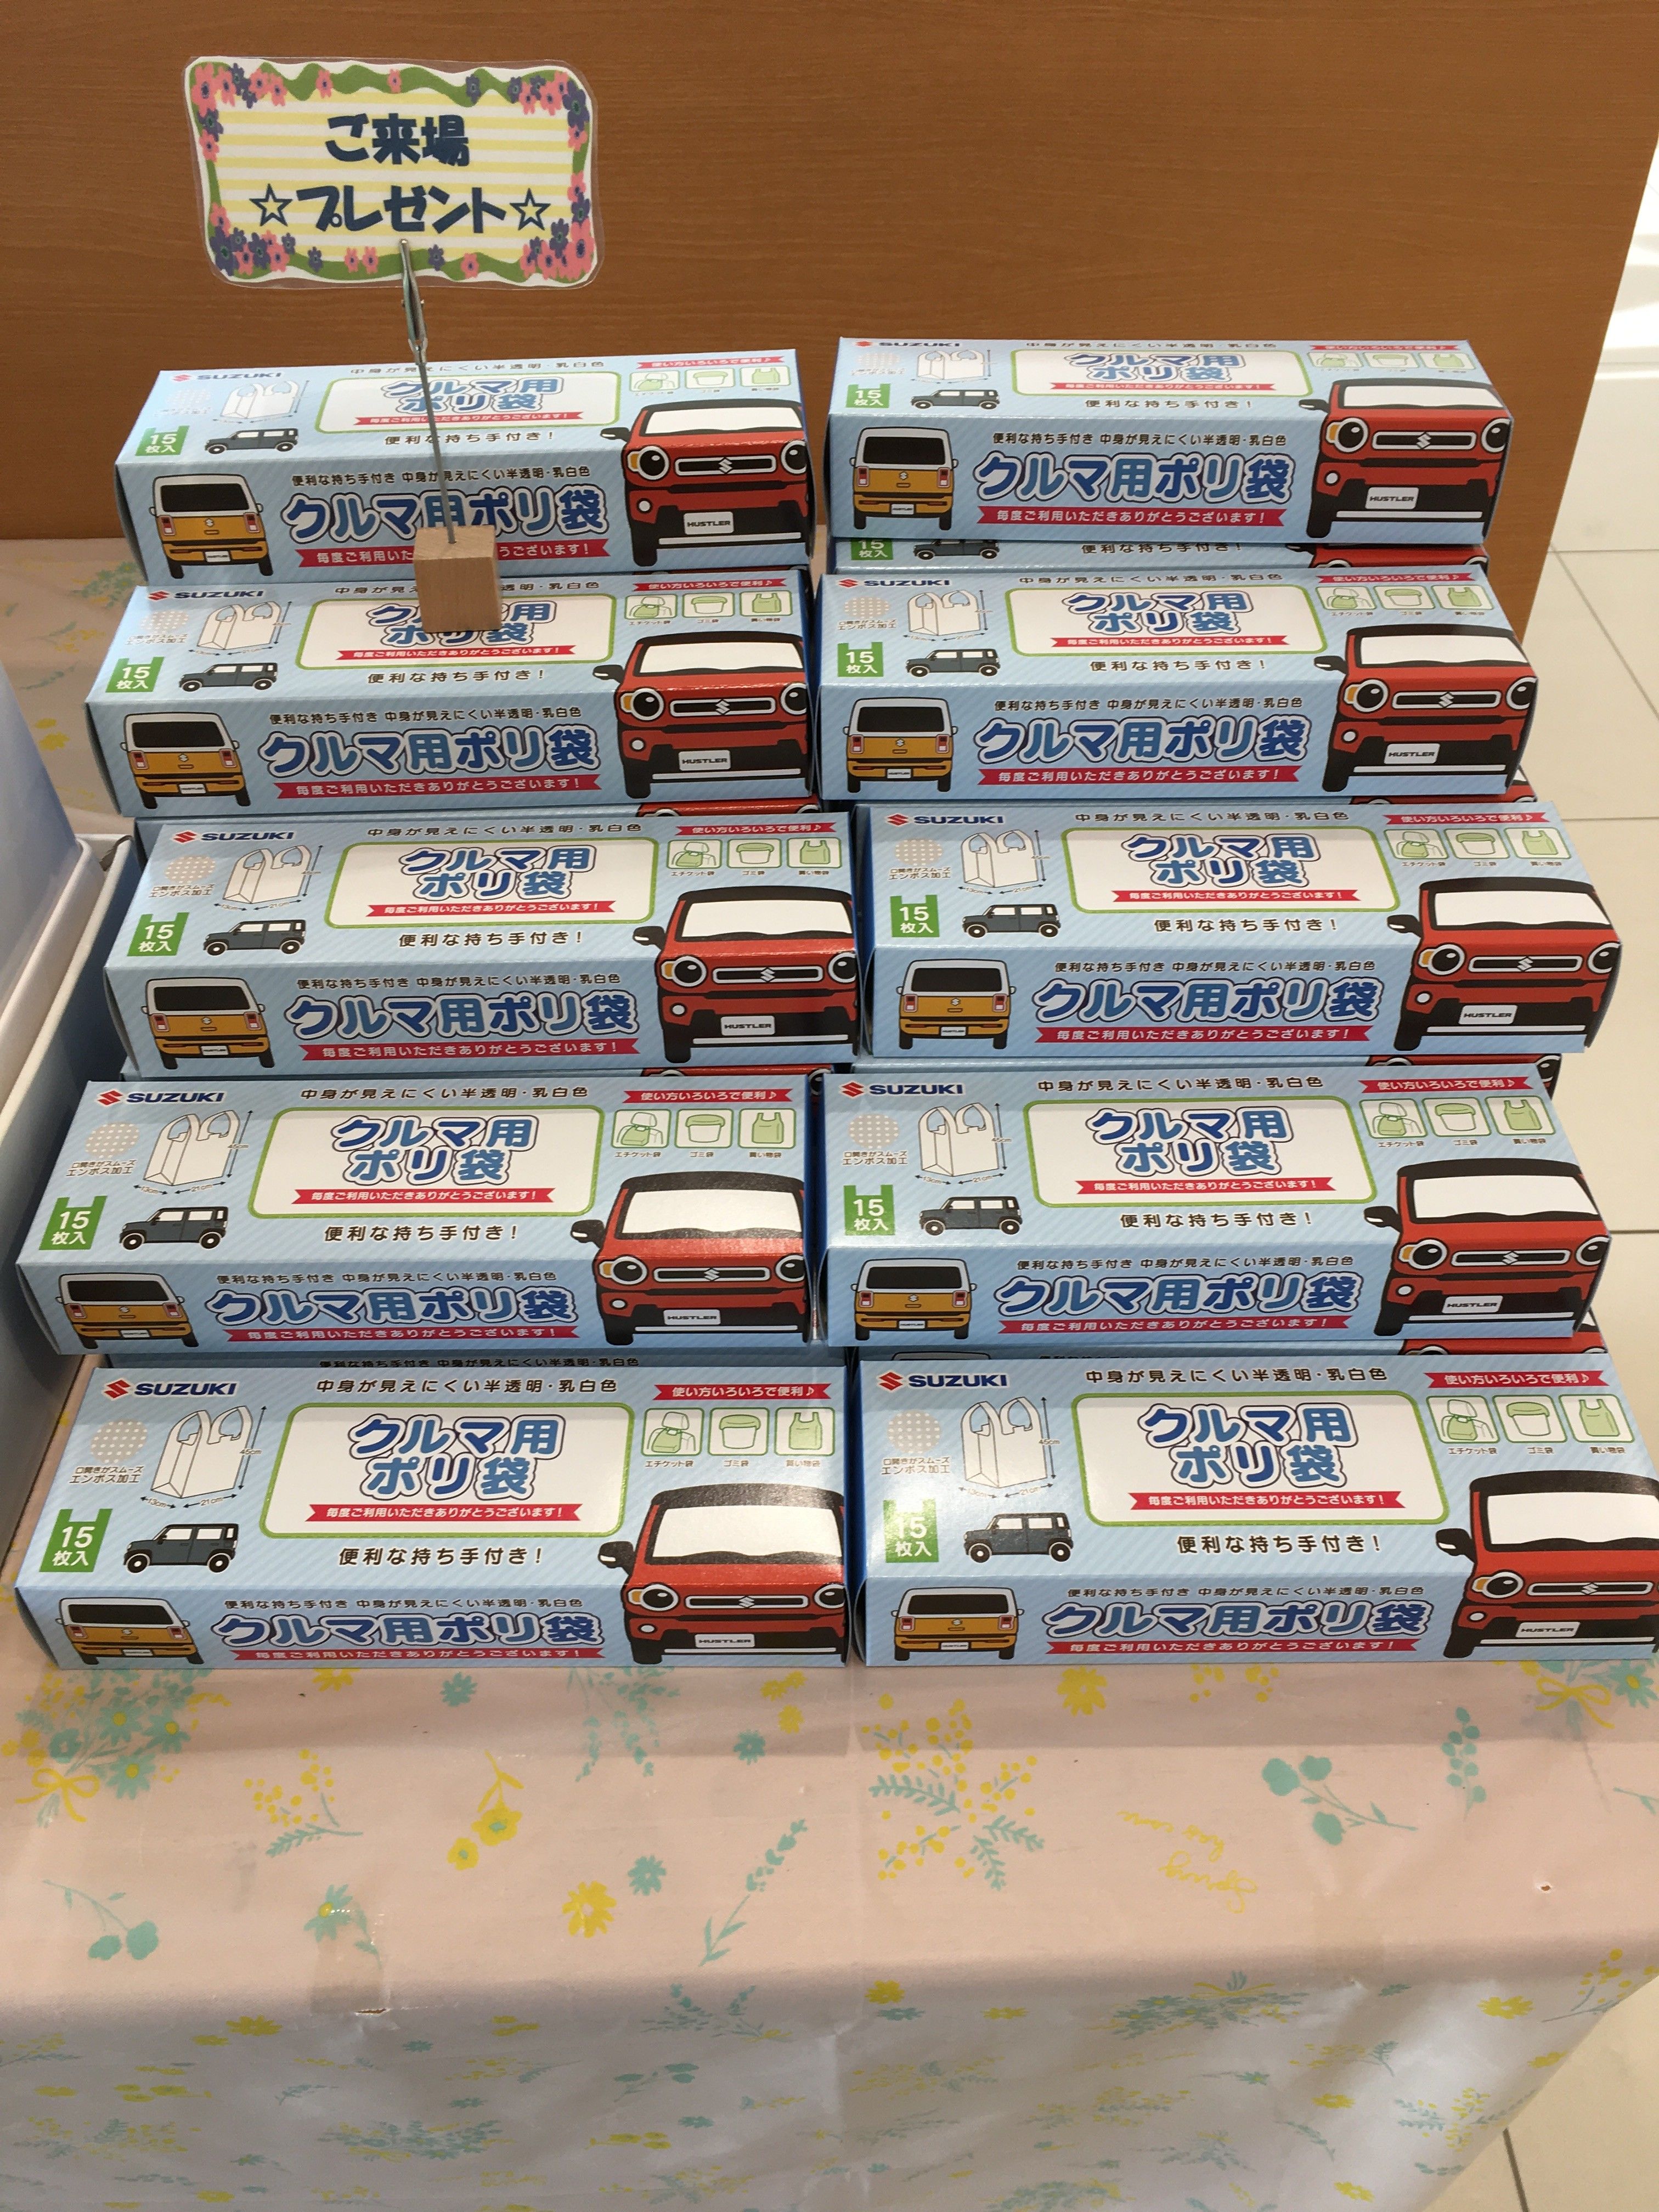 ご来場
☆プレゼント☆
SUZUKI
中身が見えにくい半透明・乳白色
使い方いろいろで便利♪
クルマ用
ポリ袋
毎度ご利用いただきありがとうございます!
便利な持ち手付き!
口開きがスムーズ
エンボス加工
45cm
13cm
21cm
エチケット袋
ゴミ袋
買い物袋
15
枚入
便利な持ち手付き 中身が見えにくい半透明・乳白色
クルマ用ポリ袋
毎度ご利用いただきありがとうございます!
HUSTLER